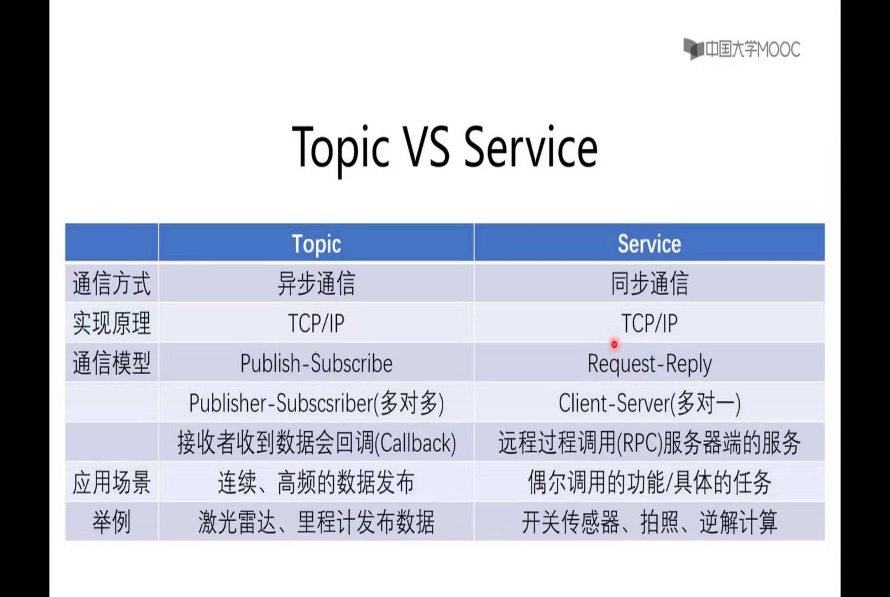 中国大学MOOC
Topic VS Service
Topic Service
通信方式 异步通信 同步通信
实现原理 TCP/IP TCP/IP
通信模型 Publish-Subscribe Request-Reply
Publisher-Subscsriber(多对多) Client-Server(多对一)
接收者收到数据会回调(Callback) 远程过程调用(RPC)服务器端的服务
应用场景 连续、高频的数据发布 偶尔调用的功能/具体的任务
举例 激光雷达、里程计发布数据 开关传感器、拍照、逆解计算